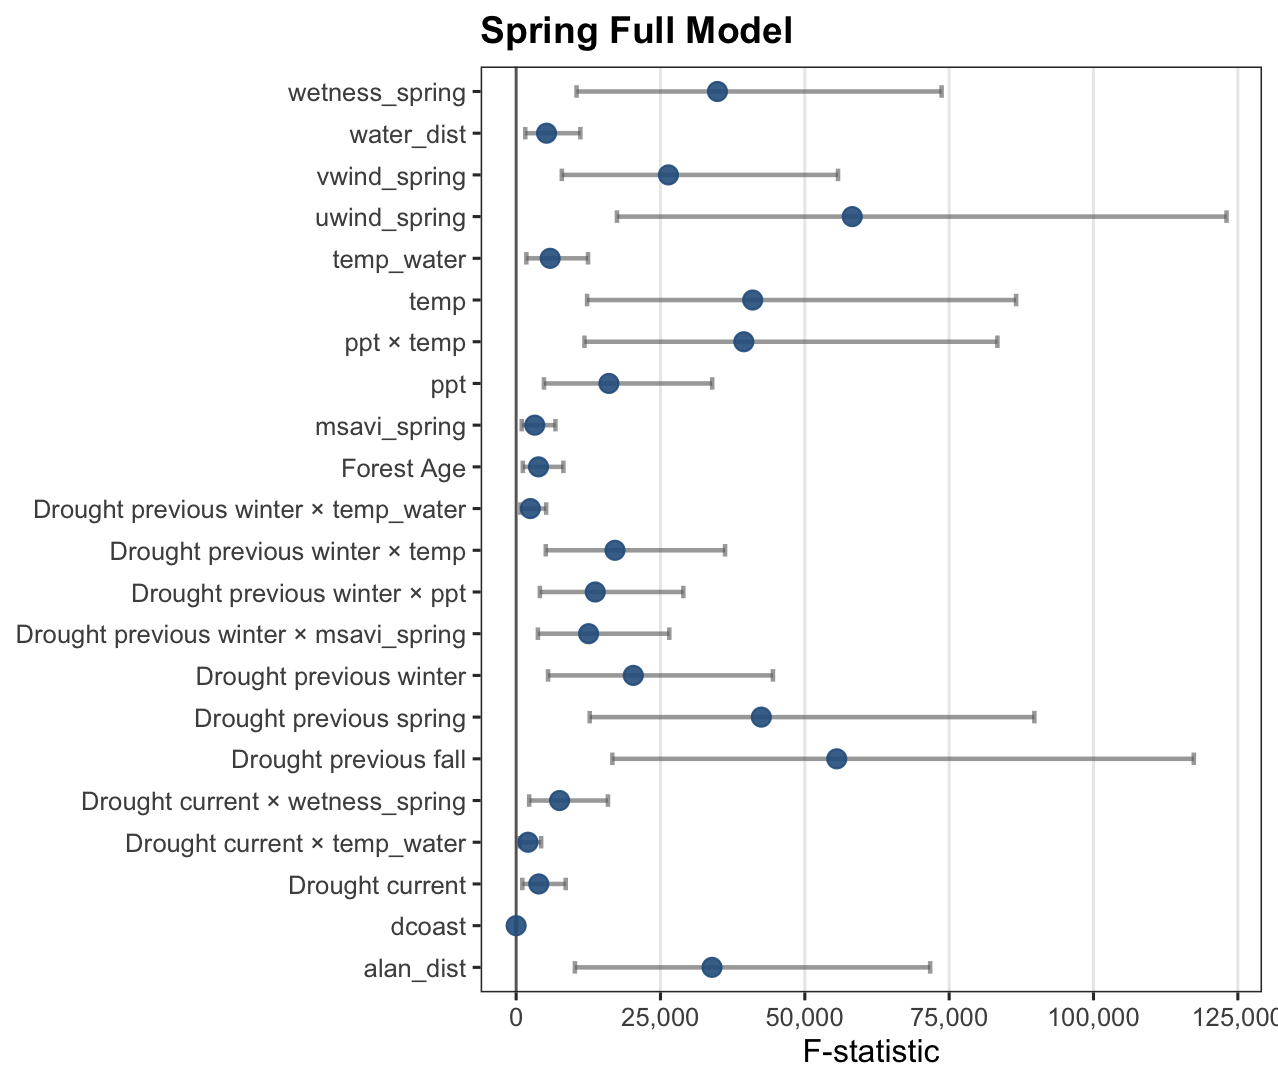 Spring Full Model
wetness_spring
water_dist
vwind_spring
uwind_spring
temp_water
temp
ppt × temp
ppt
msavi_spring
Forest Age
Drought previous winter × temp_water
Drought previous winter × temp
Drought previous winter × ppt
Drought previous winter × msavi_spring
Drought previous winter
Drought previous spring
Drought previous fall
Drought current × wetness_spring
Drought current × temp_water
Drought current
dcoast
alan_dist
0 25,000 50,000 75,000 100,000 125,000
F-statistic